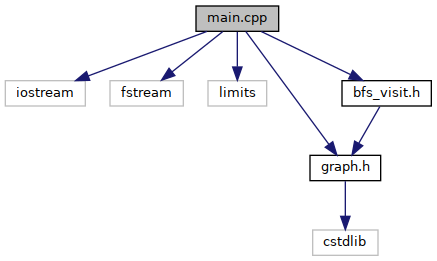 main.cpp
iostream
fstream
limits
bfs_visit.h
graph.h
cstdlib